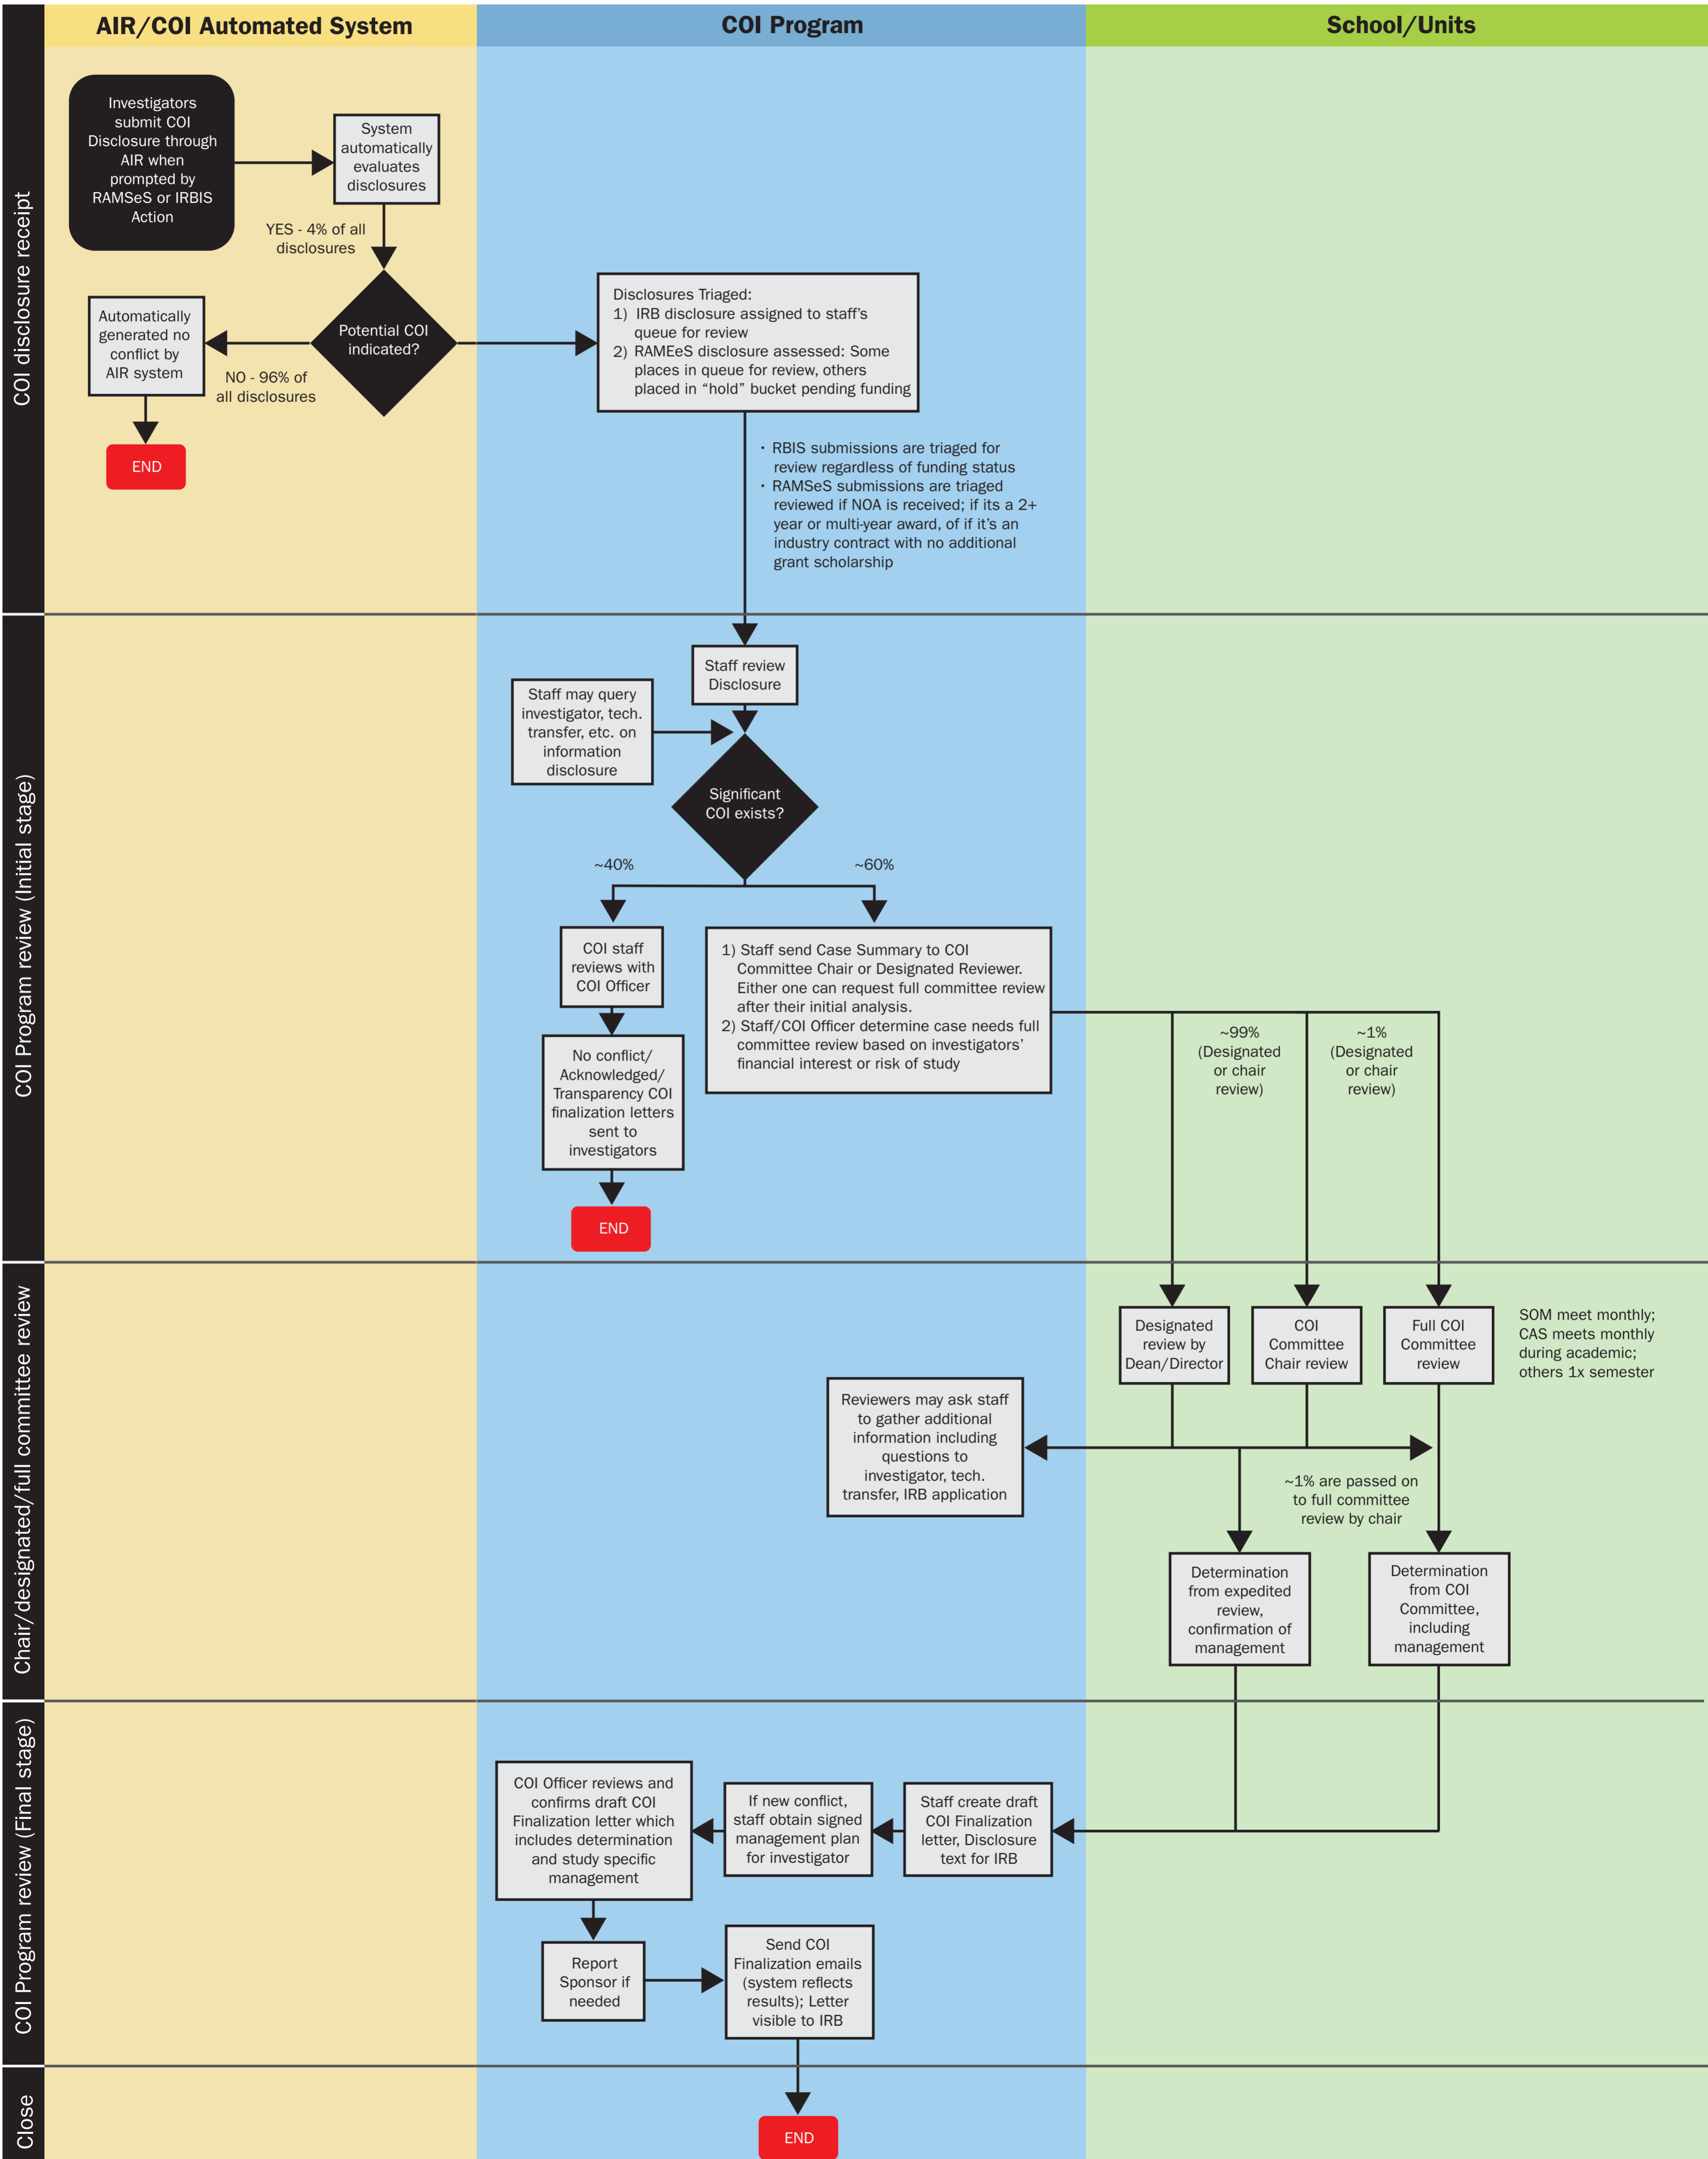 AIR/COI Automated System
COI Program
School/Units
COI disclosure receipt
Investigators
submit COI
Disclosure through
AIR when
prompted by
RAMSeS or IRBIS
Action
System
automatically
evaluates
disclosures
YES - 4% of all
disclosures
Potential COI
indicated?
Automatically
generated no
conflict by
AIR system
NO - 96% of
all disclosures
END
Disclosures Triaged:
1) IRB disclosure assigned to staff’s
queue for review
2) RAMEeS disclosure assessed: Some
places in queue for review, others
placed in “hold” bucket pending funding
· RBIS submissions are triaged for
review regardless of funding status
· RAMSeS submissions are triaged
reviewed if NOA is received; if its a 2+
year or multi-year award, of if it’s an
industry contract with no additional
grant scholarship
COI Program review (Initial stage)
Staff review
Disclosure
Staff may query
investigator, tech.
transfer, etc. on
information
disclosure
Significant
COI exists?
~40%
~60%
COI staff
reviews with
COI Officer
No conflict/
Acknowledged/
Transparency COI
finalization letters
sent to
investigators
END
1) Staff send Case Summary to COI
Committee Chair or Designated Reviewer.
Either one can request full committee review
after their initial analysis.
2) Staff/COI Officer determine case needs full
committee review based on investigators’
financial interest or risk of study
~99%
(Designated
or chair
review)
~1%
(Designated
or chair
review)
Chair/designated/full committee review
Designated
review by
Dean/Director
COI
Committee
Chair review
Full COI
Committee
review
SOM meet monthly;
CAS meets monthly
during academic;
others 1x semester
Reviewers may ask staff
to gather additional
information including
questions to
investigator, tech.
transfer, IRB application
~1% are passed on
to full committee
review by chair
Determination
from expedited
review,
confirmation of
management
Determination
from COI
Committee,
including
management
COI Program review (Final stage)
COI Officer reviews and
confirms draft COI
Finalization letter which
includes determination
and study specific
management
If new conflict,
staff obtain signed
management plan
for investigator
Staff create draft
COI Finalization
letter, Disclosure
text for IRB
Report
Sponsor if
needed
Send COI
Finalization emails
(system reflects
results); Letter
visible to IRB
Close
END